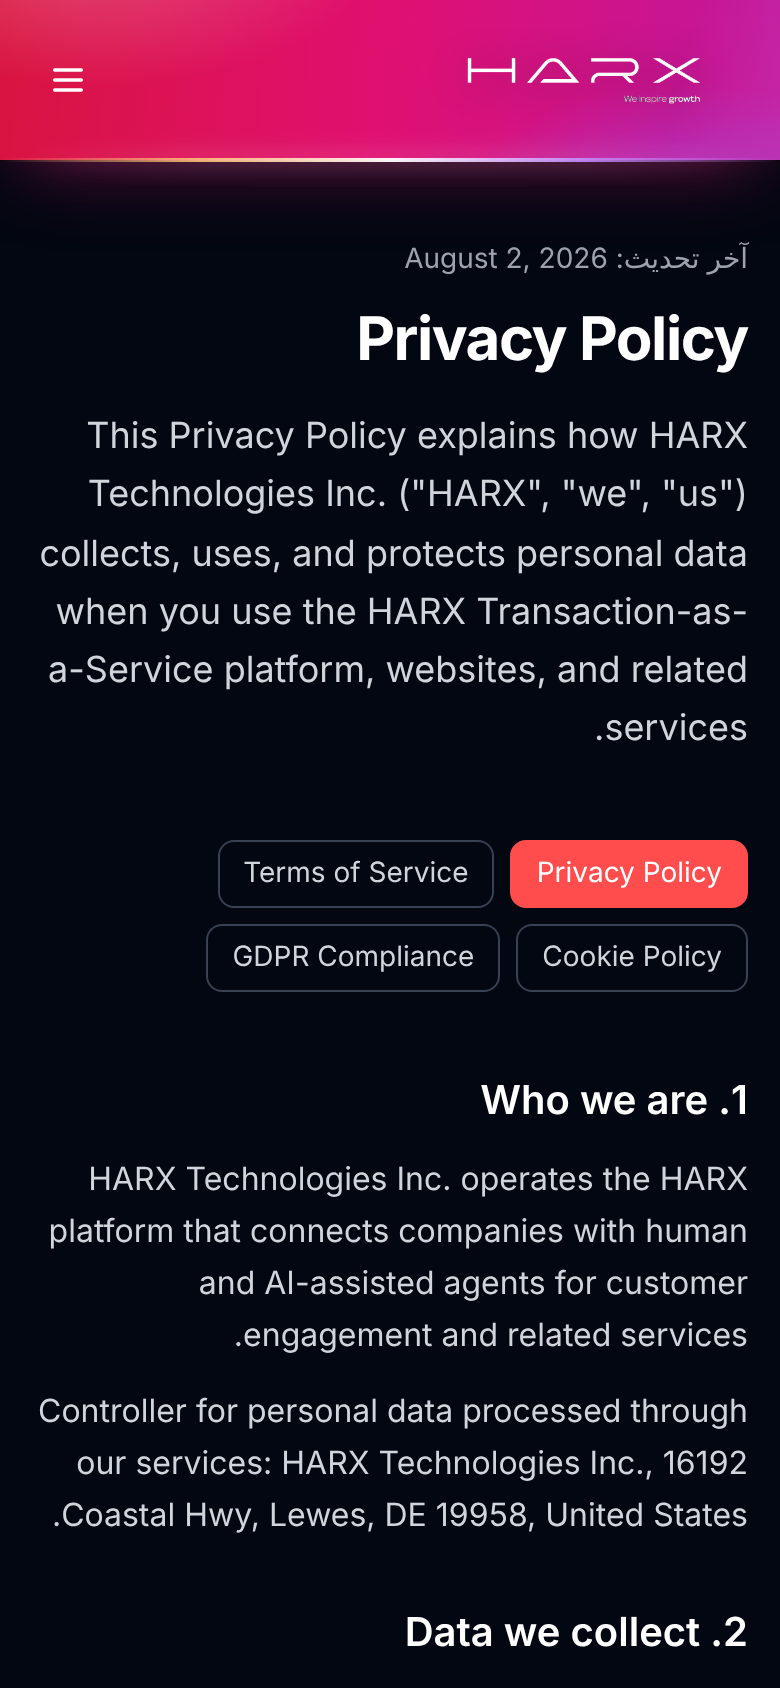 HARX
We inspire growth
آخر تحديث: August 2, 2026
Privacy Policy
This Privacy Policy explains how HARX
Technologies Inc. ("HARX", "we", "us")
collects, uses, and protects personal data
when you use the HARX Transaction-as-
a-Service platform, websites, and related
services.
Privacy Policy
Terms of Service
Cookie Policy
GDPR Compliance
1. Who we are
HARX Technologies Inc. operates the HARX
platform that connects companies with human
and AI-assisted agents for customer
engagement and related services.
Controller for personal data processed through
our services: HARX Technologies Inc., 16192
Coastal Hwy, Lewes, DE 19958, United States.
2. Data we collect